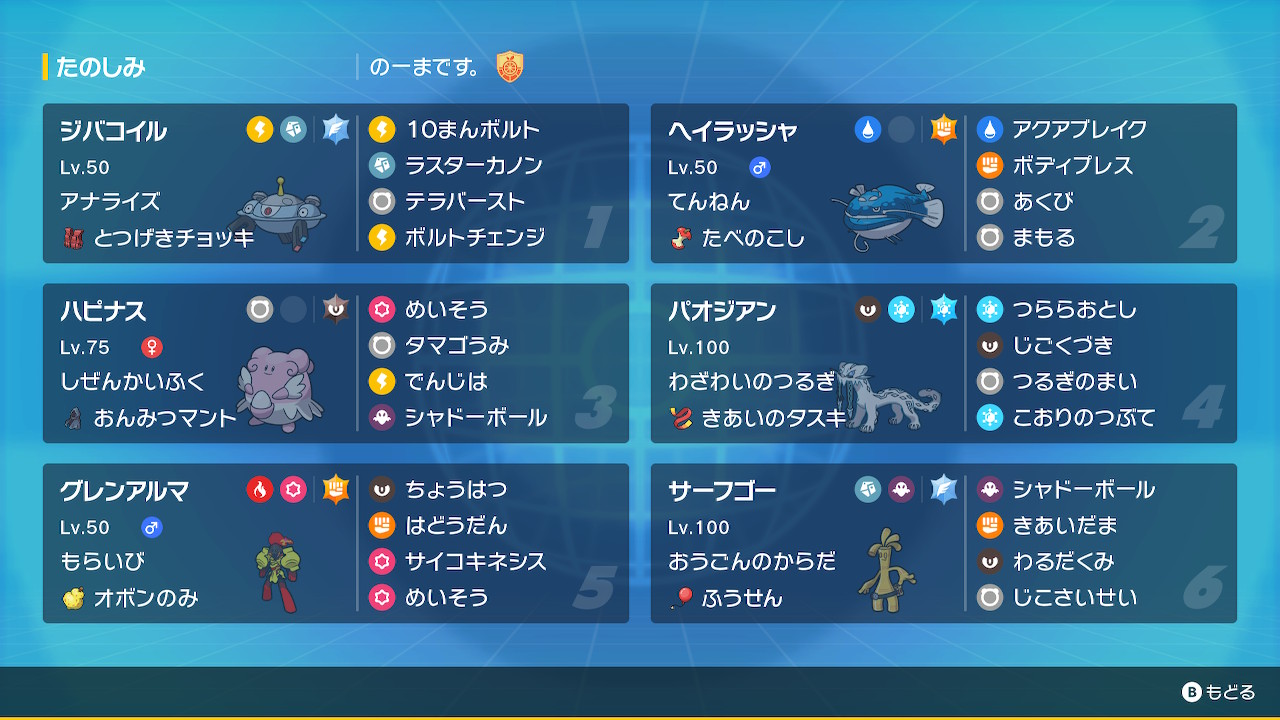 たのしみ
のーまです。
ジバコイル
Lv.50
アナライズ
とつげきチョッキ
10まんボルト
ラスターカノン
テラバースト
ボルトチェンジ
1
ヘイラッシャ
Lv.50
てんねん
たべのこし
アクアブレイク
ボディプレス
あくび
まもる
2
ハピナス
Lv.75
しぜんかいふく
おんみつマント
めいそう
タマゴうみ
でんじは
シャドーボール
3
パオジアン
Lv.100
わざわいのつるぎ
きあいのタスキ
つららおとし
じごくづき
つるぎのまい
こおりのつぶて
4
グレンアルマ
Lv.50
もらいび
オボンのみ
ちょうはつ
はどうだん
サイコキネシス
めいそう
5
サーフゴー
Lv.100
おうごんのからだ
ふうせん
シャドーボール
きあいだま
わるだくみ
じこさいせい
6
B もどる